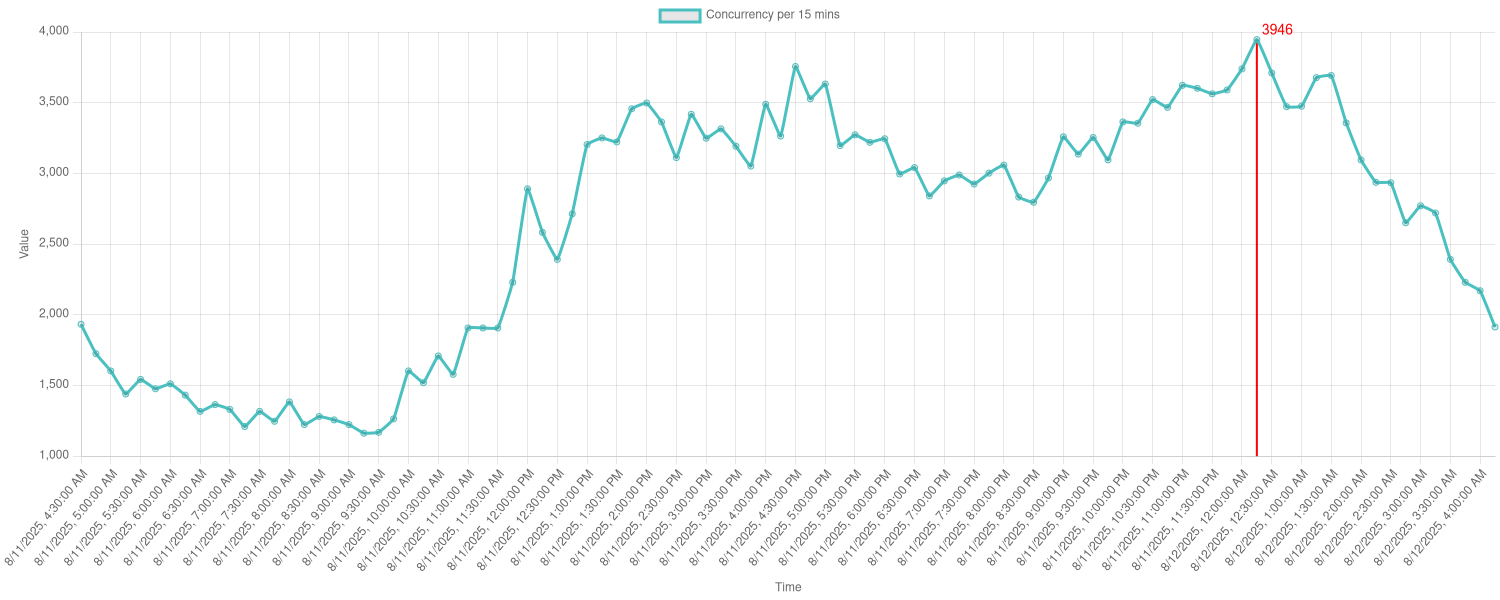 Concurrency per 15 mins
3946
4,000
3,500
3,000
2,500
2,000
1,500
1,000
Value
8/11/2025, 4:30:00 AM
8/11/2025, 5:00:00 AM
8/11/2025, 5:30:00 AM
8/11/2025, 6:00:00 AM
8/11/2025, 6:30:00 AM
8/11/2025, 7:00:00 AM
8/11/2025, 7:30:00 AM
8/11/2025, 8:00:00 AM
8/11/2025, 8:30:00 AM
8/11/2025, 9:00:00 AM
8/11/2025, 9:30:00 AM
8/11/2025, 10:00:00 AM
8/11/2025, 10:30:00 AM
8/11/2025, 11:00:00 AM
8/11/2025, 11:30:00 AM
8/11/2025, 12:00:00 PM
8/11/2025, 12:30:00 PM
8/11/2025, 1:00:00 PM
8/11/2025, 1:30:00 PM
8/11/2025, 2:00:00 PM
8/11/2025, 2:30:00 PM
8/11/2025, 3:00:00 PM
8/11/2025, 3:30:00 PM
8/11/2025, 4:00:00 PM
8/11/2025, 4:30:00 PM
8/11/2025, 5:00:00 PM
8/11/2025, 5:30:00 PM
8/11/2025, 6:00:00 PM
8/11/2025, 6:30:00 PM
8/11/2025, 7:00:00 PM
8/11/2025, 7:30:00 PM
8/11/2025, 8:00:00 PM
8/11/2025, 8:30:00 PM
8/11/2025, 9:00:00 PM
8/11/2025, 9:30:00 PM
8/11/2025, 10:00:00 PM
8/11/2025, 10:30:00 PM
8/11/2025, 11:00:00 PM
8/11/2025, 11:30:00 PM
8/12/2025, 12:00:00 AM
8/12/2025, 12:30:00 AM
8/12/2025, 1:00:00 AM
8/12/2025, 1:30:00 AM
8/12/2025, 2:00:00 AM
8/12/2025, 2:30:00 AM
8/12/2025, 3:00:00 AM
8/12/2025, 3:30:00 AM
8/12/2025, 4:00:00 AM
Time